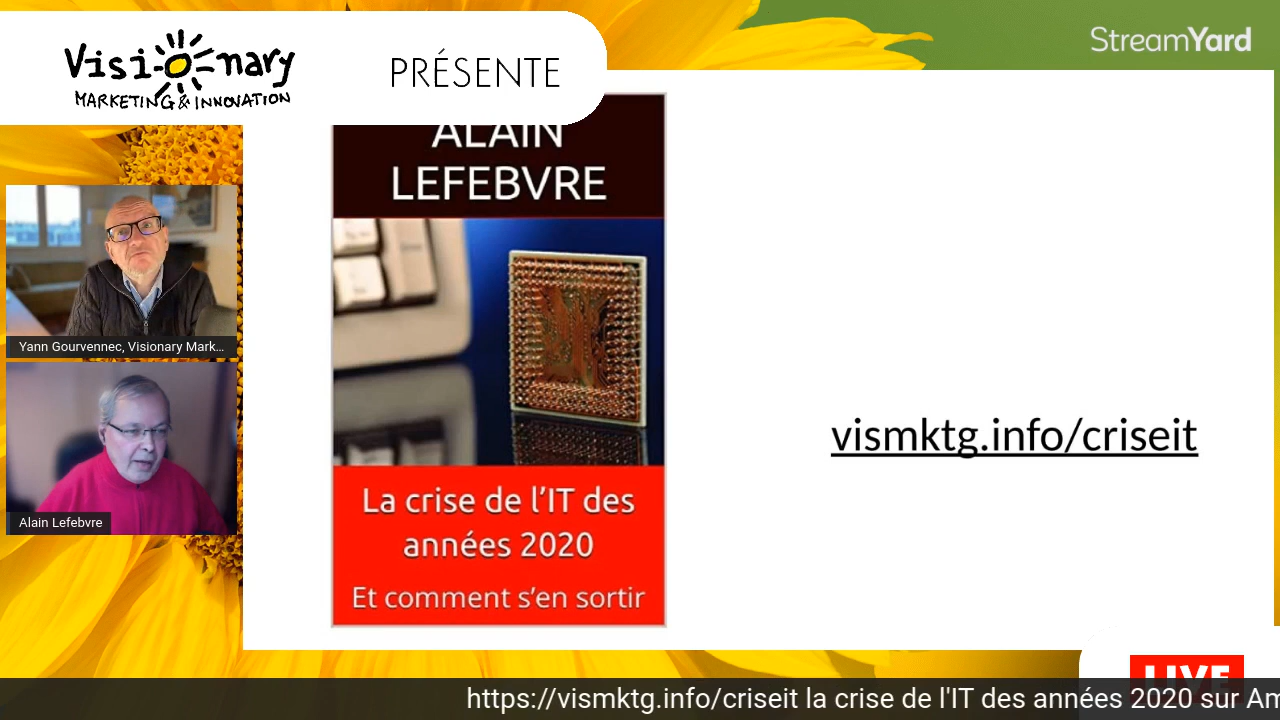 Visionary
MARKETING & INNOVATION
PRÉSENTE
StreamYard
ALAIN
LEFEBVRE
Yann Gourvennec, Visionary Mark...
Alain Lefebvre
vismktg.info/criseit
La crise de l'IT des
années 2020
Et comment s'en sortir
LIVE
https://vismktg.info/criseit la crise de l'IT des années 2020 sur Am